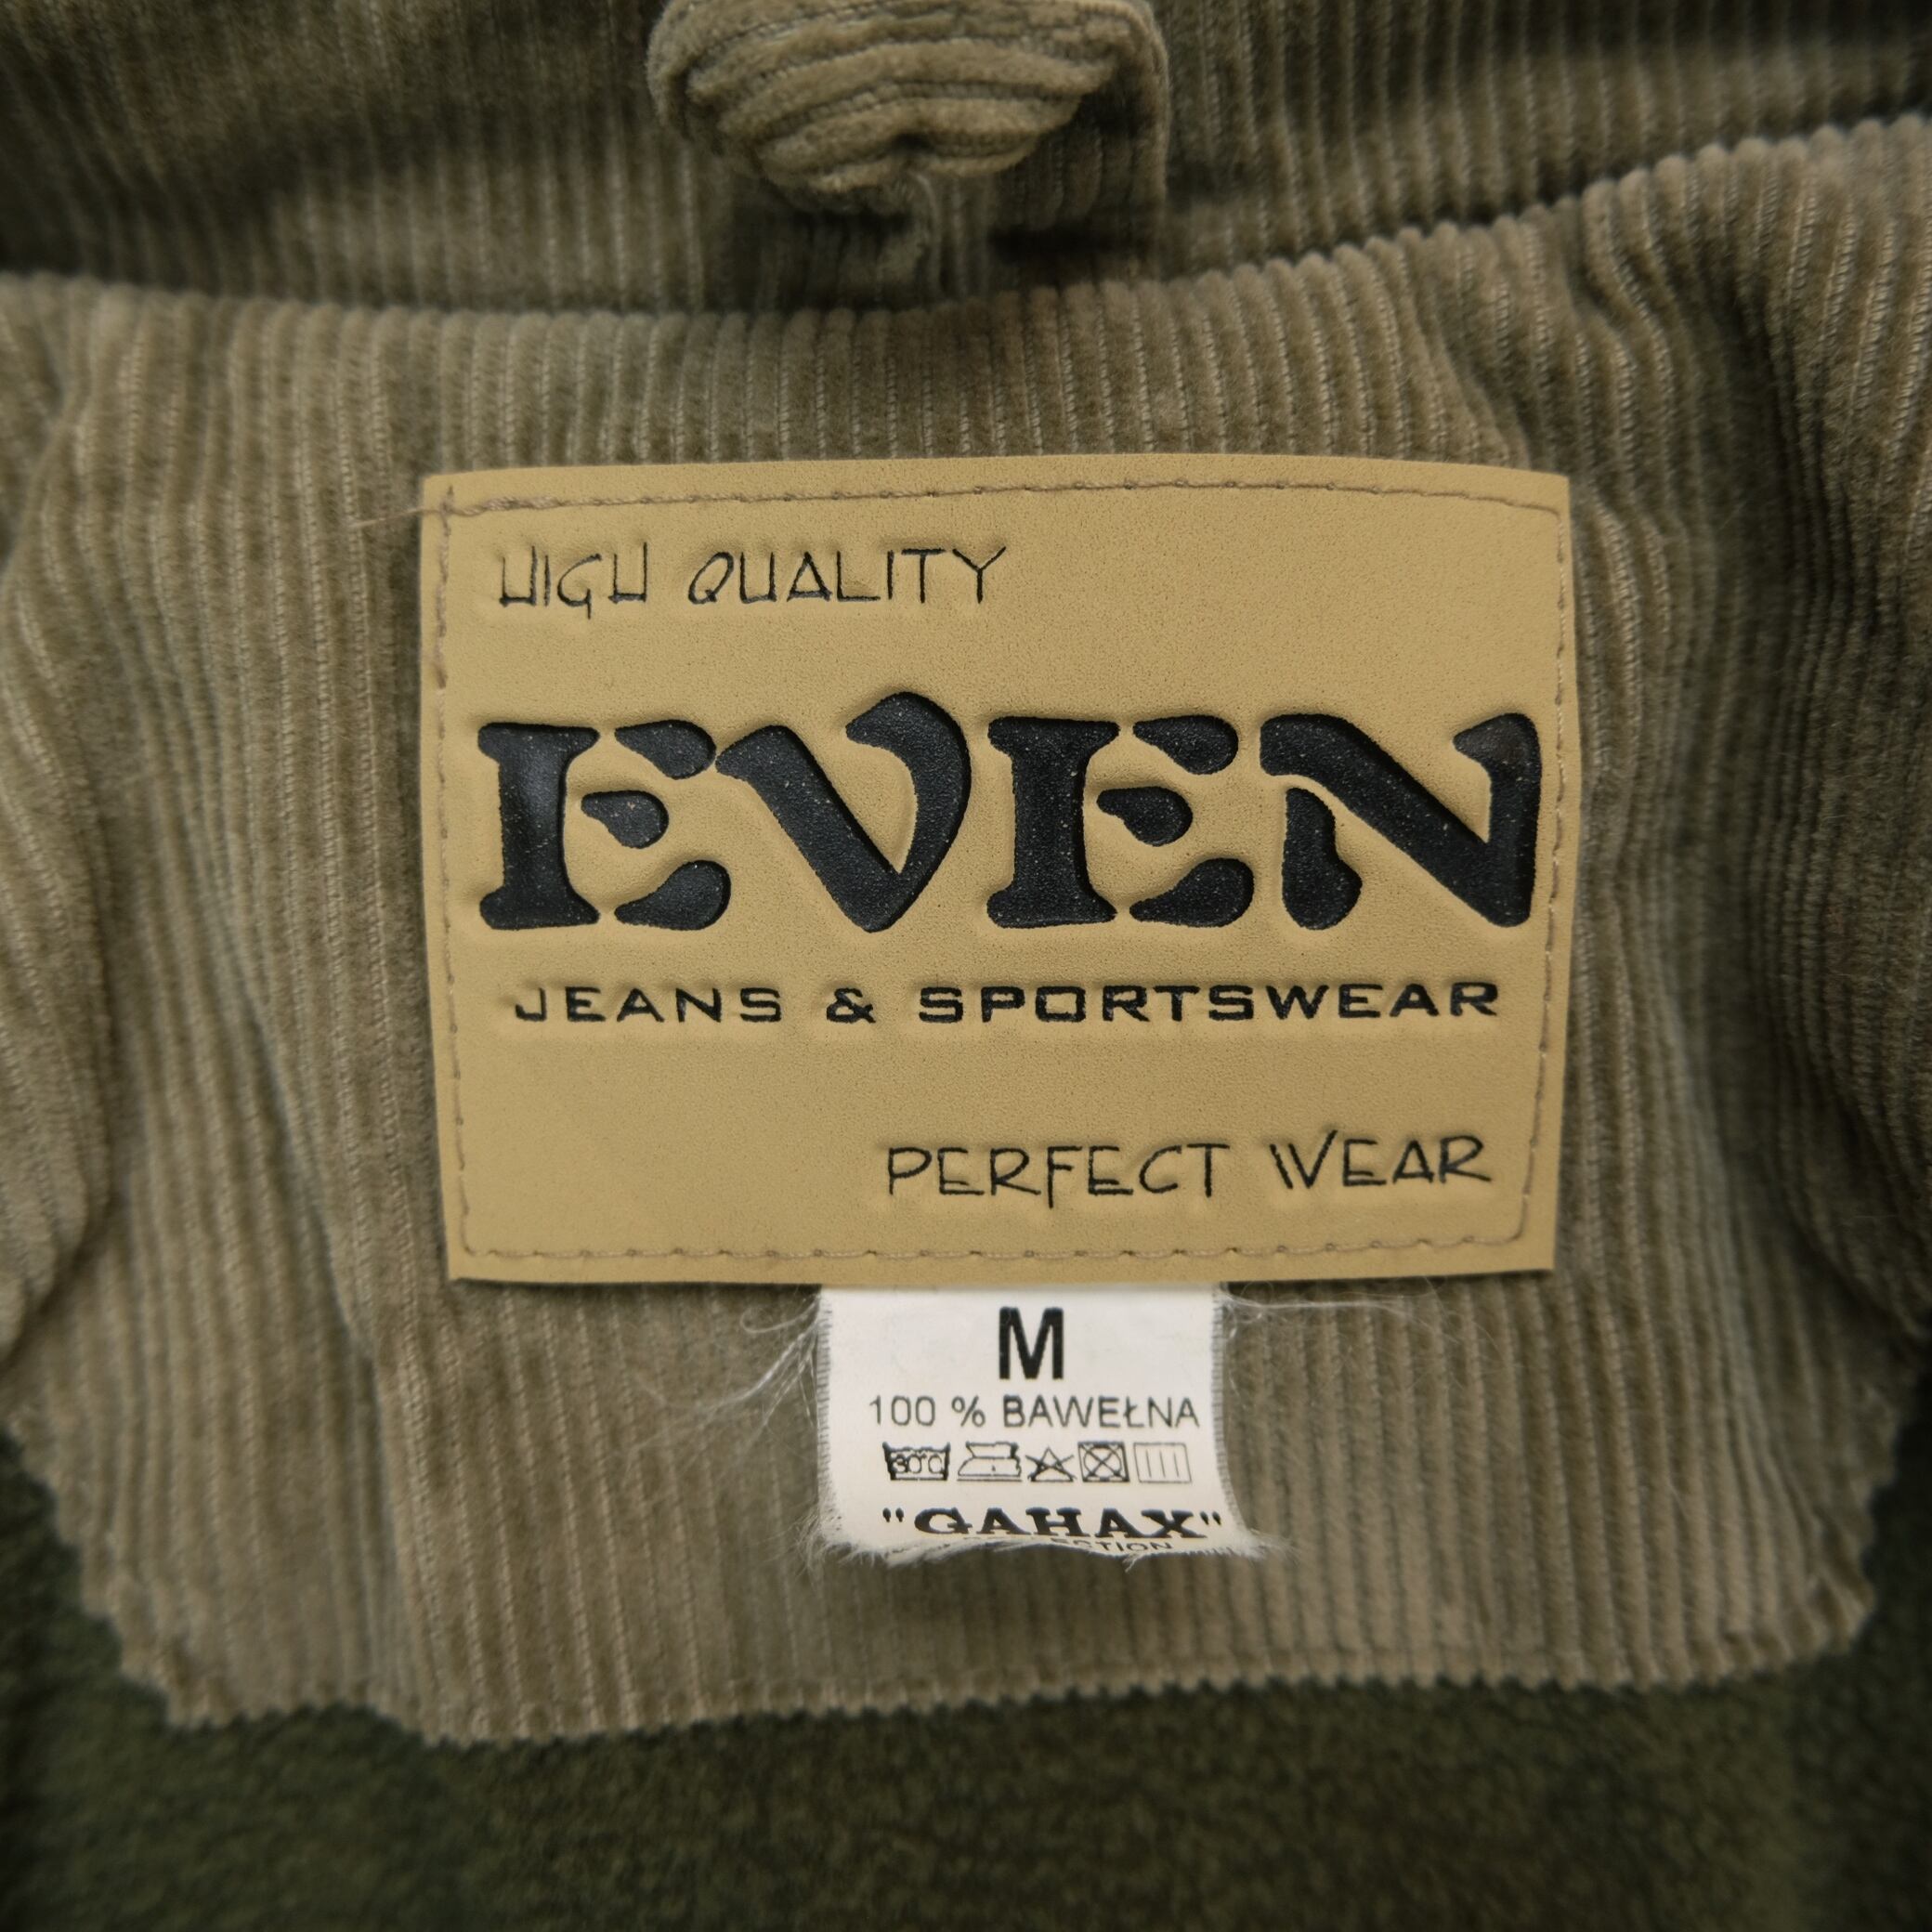 HIGH QUALITY
EVEN
JEANS & SPORTSWEAR
PERFECT WEAR
M
100 % BAWEŁNA
30°C
"GAHAX"